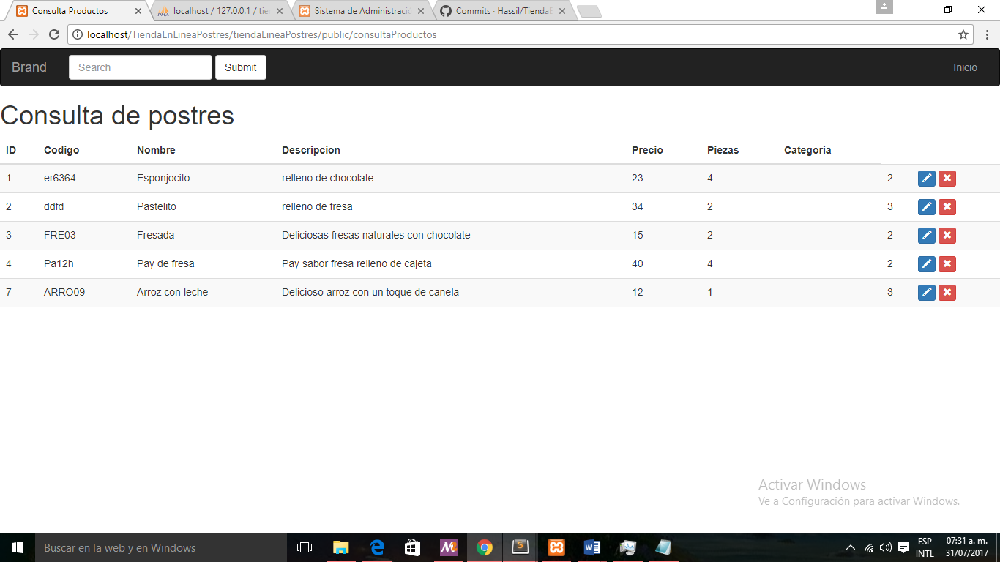 Consulta Productos
localhost / 127.0.0.1 / tie
Sistema de Administració
Commits - Hassil/TiendaE
localhost/TiendaEnLineaPostres/tiendaLineaPostres/public/consultaProductos
Brand Search Submit Inicio
Consulta de postres
ID Codigo Nombre Descripcion Precio Piezas Categoria
1 er6364 Esponjocito relleno de chocolate 23 4 2
2 ddfd Pastelito relleno de fresa 34 2 3
3 FRE03 Fresada Deliciosas fresas naturales con chocolate 15 2 2
4 Pa12h Pay de fresa Pay sabor fresa relleno de cajeta 40 4 2
7 ARRO09 Arroz con leche Delicioso arroz con un toque de canela 12 1 3
Activar Windows
Ve a Configuración para activar Windows.
Buscar en la web y en Windows
ESP
INTL
07:31 a. m.
31/07/2017